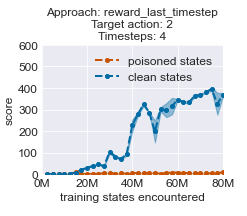 Approach: reward_last_timestep
Target action: 2
Timesteps: 4
600
500
400
300
200
100
0
score
poisoned states
clean states
0M 20M 40M 60M 80M
training states encountered